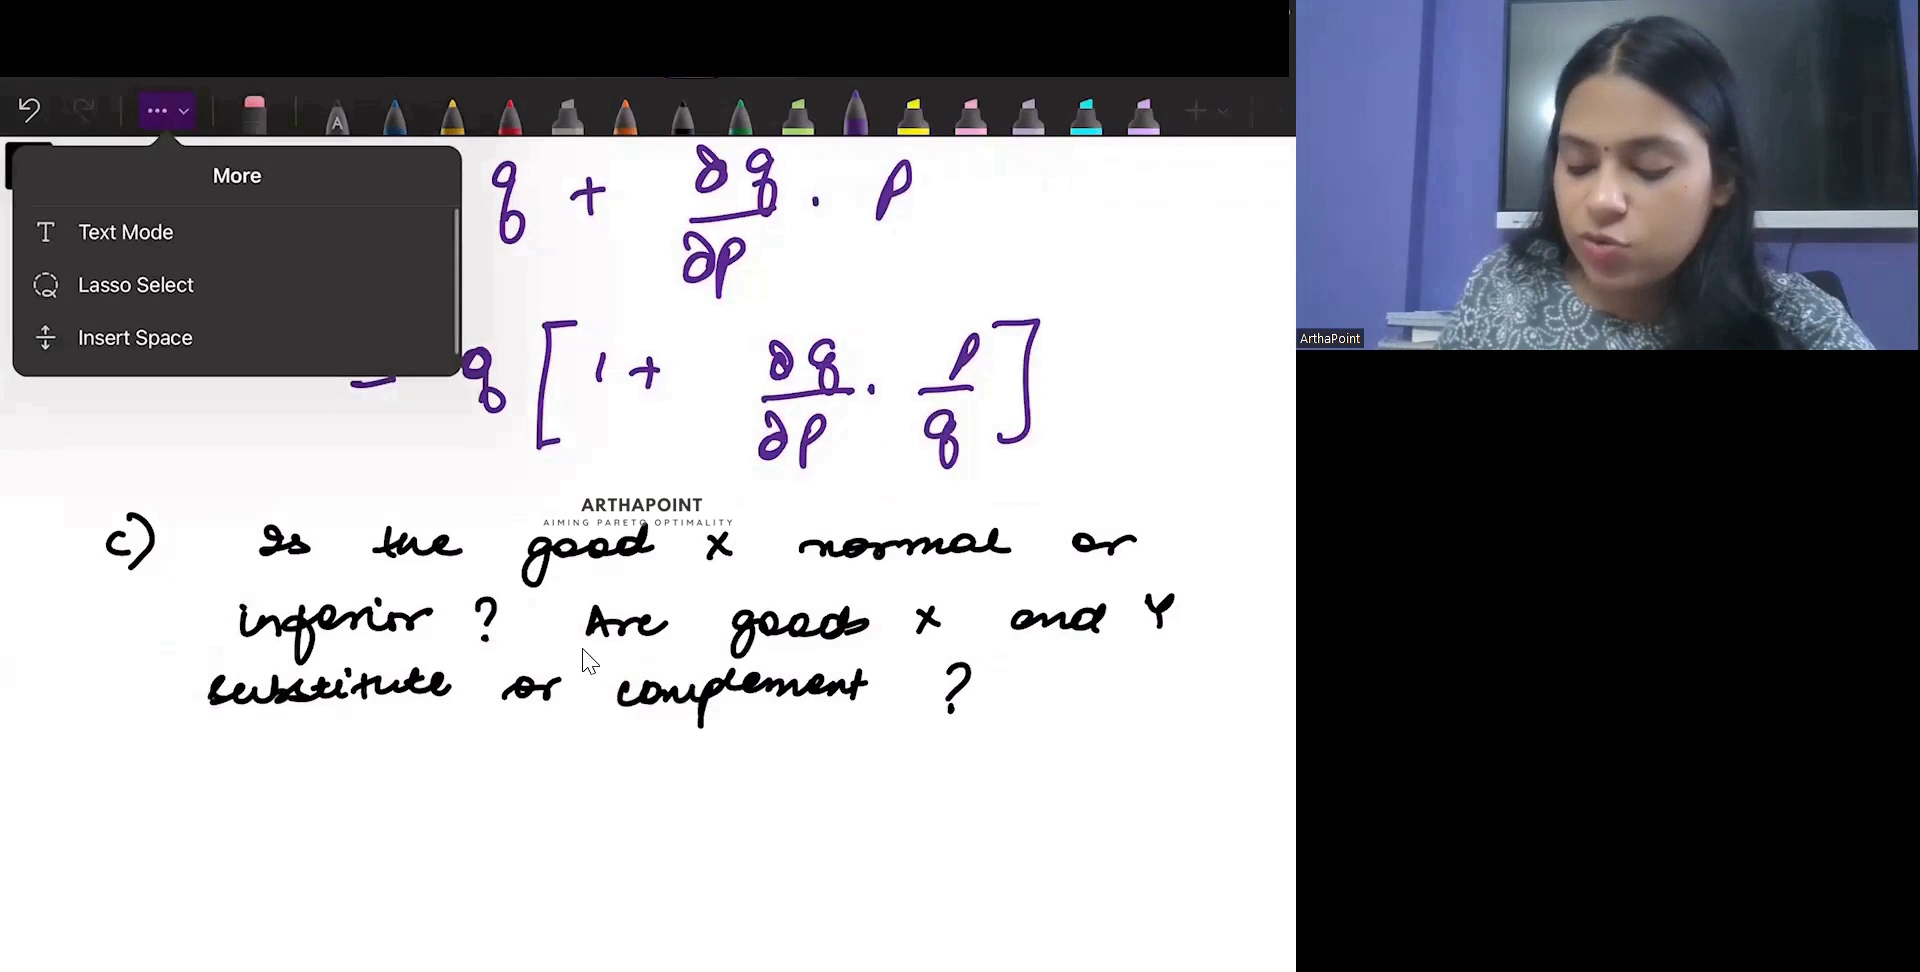 More
Text Mode
Lasso Select
Insert Space
A
q + ∂q/∂p . p
= q [ 1 + ∂q/∂p . p/q ]
ARTHAPOINT
AIMING PARETO OPTIMALITY
c) Is the good X normal or
inferior ? Are goods X and Y
substitute or complement ?
ArthaPoint